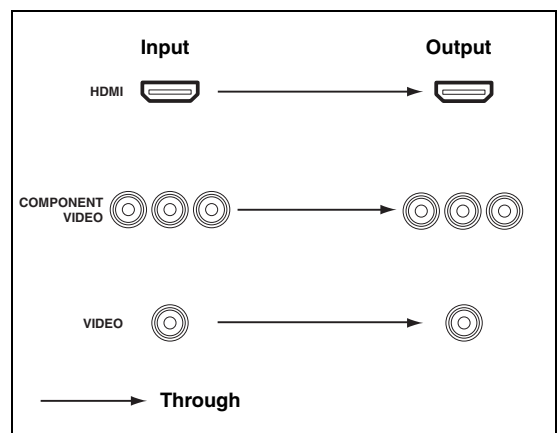 Input Output
HDMI
COMPONENT
VIDEO
VIDEO
Through